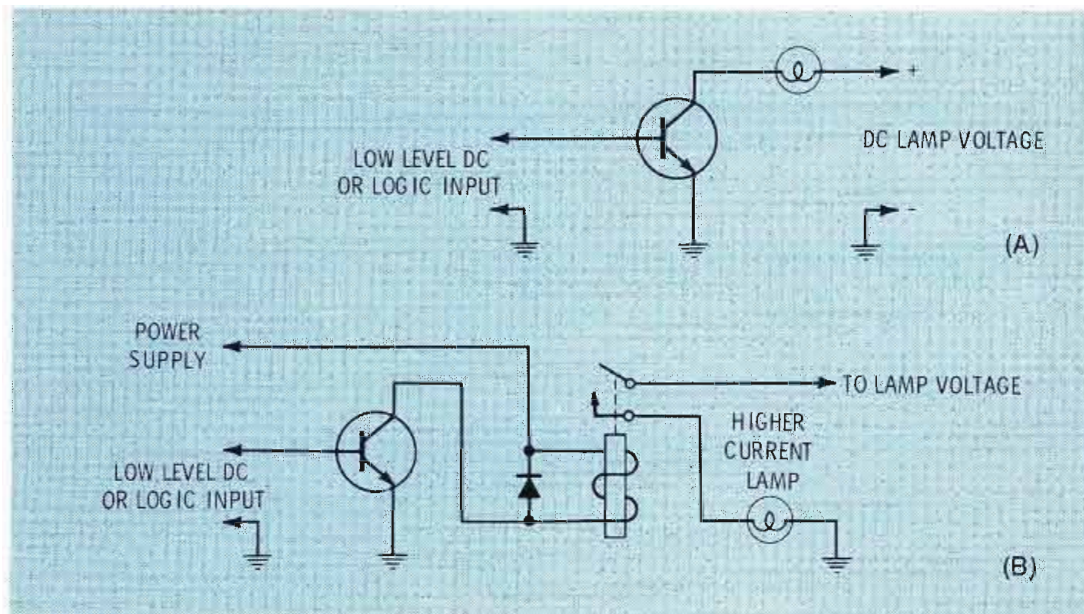 +
LOW LEVEL DC
OR LOGIC INPUT
DC LAMP VOLTAGE
-
(A)
POWER
SUPPLY
TO LAMP VOLTAGE
HIGHER
CURRENT
LAMP
LOW LEVEL DC
OR LOGIC INPUT
(B)